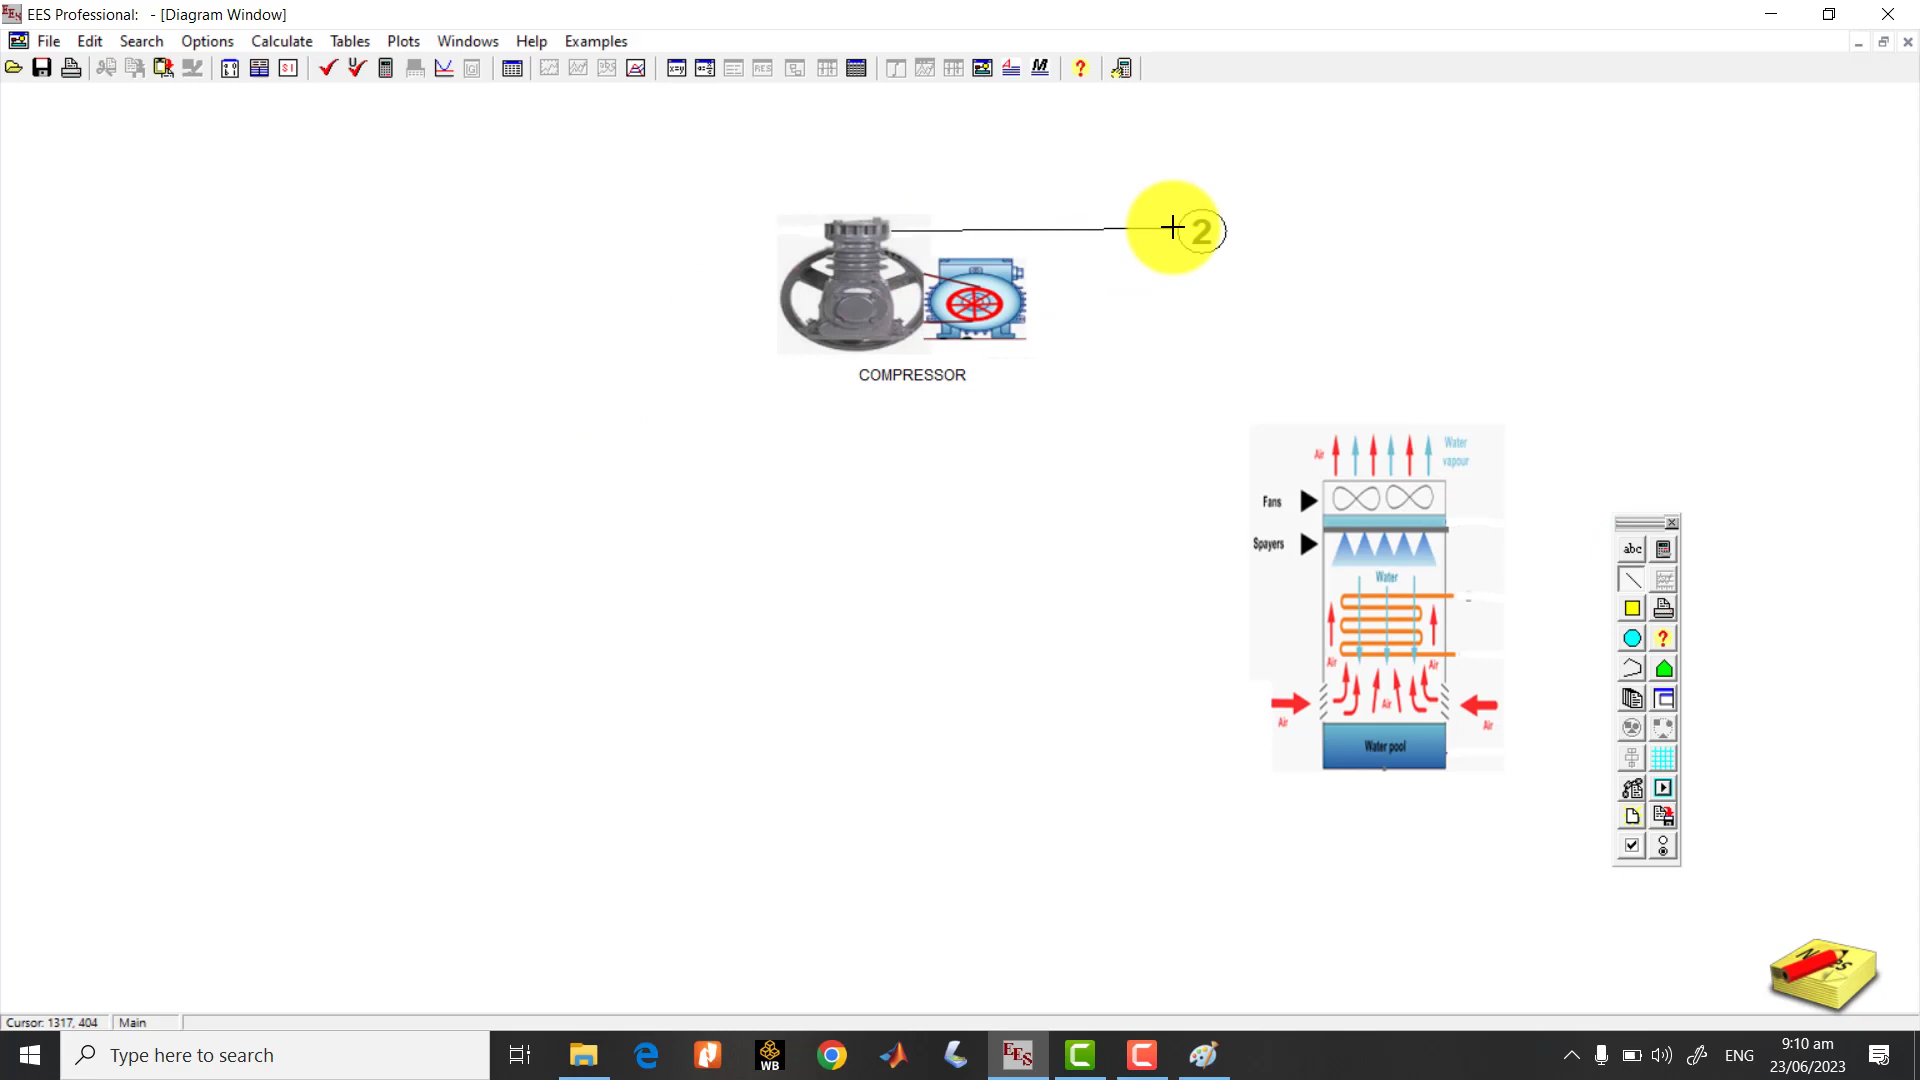 EES Professional:   - [Diagram Window]
File Edit Search Options Calculate Tables Plots Windows Help Examples
2
COMPRESSOR
Air
Water
vapour
Fans
Spayers
Water
Air
Air
Air
Air
Air
Water pool
abc
Cursor: 1317, 404 Main
Type here to search
WB
EES
ENG
9:10 am
23/06/2023